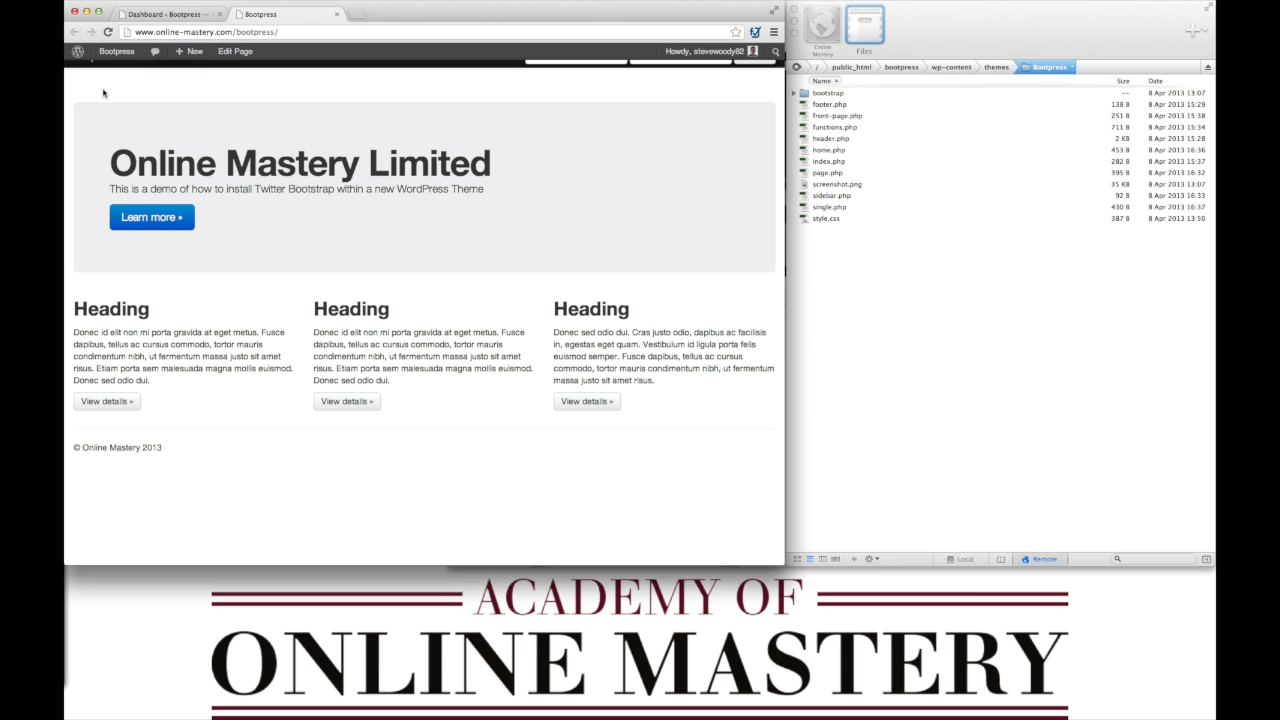 Dashboard ‹ Bootpress —
Bootpress
www.online-mastery.com/bootpress/
Bootpress
New
Edit Page
Howdy, stevewoody82
Online Mastery Limited
This is a demo of how to install Twitter Bootstrap within a new WordPress Theme
Learn more »
Heading
Donec id elit non mi porta gravida at eget metus. Fusce
dapibus, tellus ac cursus commodo, tortor mauris
condimentum nibh, ut fermentum massa justo sit amet
risus. Etiam porta sem malesuada magna mollis euismod.
Donec sed odio dui.
View details »
Heading
Donec id elit non mi porta gravida at eget metus. Fusce
dapibus, tellus ac cursus commodo, tortor mauris
condimentum nibh, ut fermentum massa justo sit amet
risus. Etiam porta sem malesuada magna mollis euismod.
Donec sed odio dui.
View details »
Heading
Donec sed odio dui. Cras justo odio, dapibus ac facilisis
in, egestas eget quam. Vestibulum id ligula porta felis
euismod semper. Fusce dapibus, tellus ac cursus
commodo, tortor mauris condimentum nibh, ut fermentum
massa justo sit amet risus.
View details »
© Online Mastery 2013
Online
Mastery
Files
/ public_html bootpress wp-content themes Bootpress
Name Size Date
bootstrap -- 8 Apr 2013 13:07
footer.php 138 B 8 Apr 2013 15:29
front-page.php 251 B 8 Apr 2013 15:38
functions.php 711 B 8 Apr 2013 15:34
header.php 2 KB 8 Apr 2013 15:28
home.php 453 B 8 Apr 2013 16:36
index.php 282 B 8 Apr 2013 15:37
page.php 395 B 8 Apr 2013 16:32
screenshot.png 35 KB 8 Apr 2013 13:07
sidebar.php 92 B 8 Apr 2013 16:33
single.php 430 B 8 Apr 2013 16:37
style.css 387 B 8 Apr 2013 13:50
Local
Remote
ACADEMY OF
ONLINE MASTERY